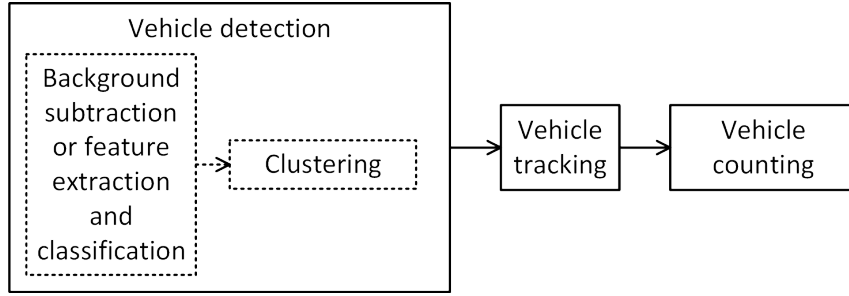 Vehicle detection
Background
subtraction
or feature
extraction
and
classification
Clustering
Vehicle
tracking
Vehicle
counting